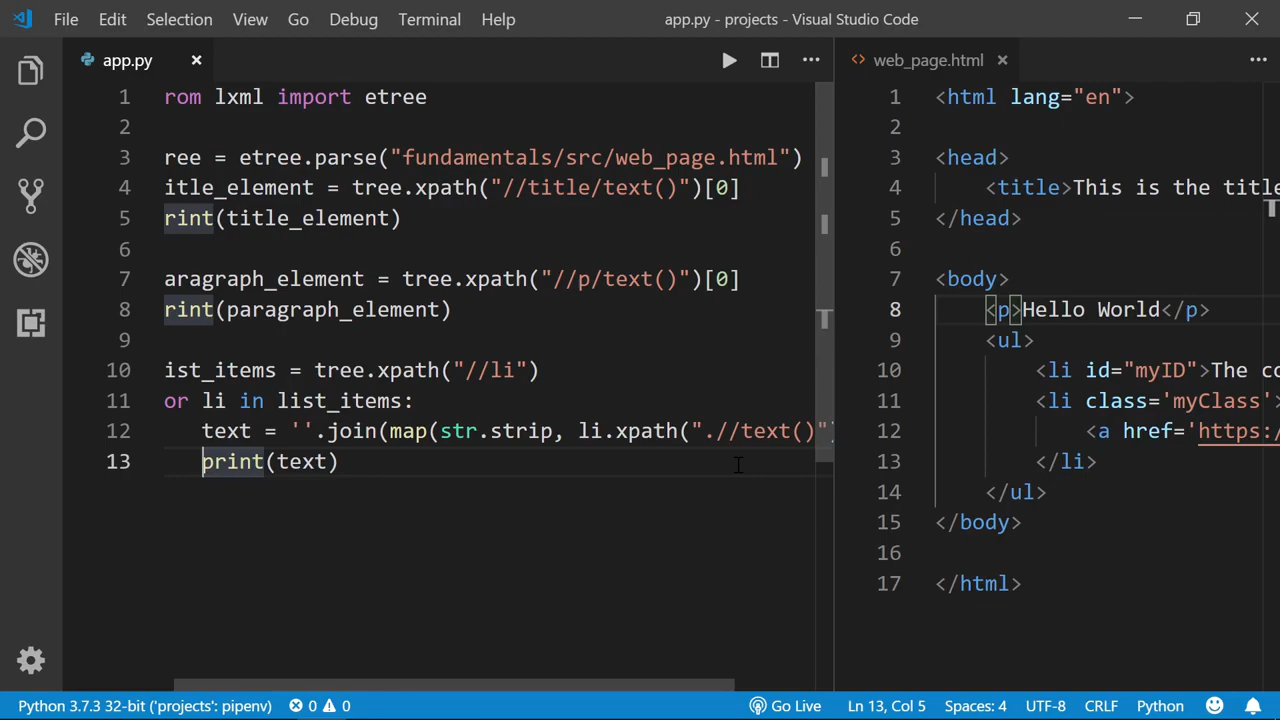 File Edit Selection View Go Debug Terminal Help app.py - projects - Visual Studio Code
app.py
web_page.html
1 rom lxml import etree
2
3 ree = etree.parse("fundamentals/src/web_page.html")
4 itle_element = tree.xpath("//title/text()")[0]
5 rint(title_element)
6
7 aragraph_element = tree.xpath("//p/text()")[0]
8 rint(paragraph_element)
9
10 ist_items = tree.xpath("//li")
11 or li in list_items:
12 text = ''.join(map(str.strip, li.xpath(".//text()")
13 print(text)
1 <html lang="en">
2
3 <head>
4 <title>This is the title
5 </head>
6
7 <body>
8 <p>Hello World</p>
9 <ul>
10 <li id="myID">The co
11 <li class='myClass'
12 <a href='https:/
13 </li>
14 </ul>
15 </body>
16
17 </html>
Python 3.7.3 32-bit ('projects': pipenv) 0 0 Go Live Ln 13, Col 5 Spaces: 4 UTF-8 CRLF Python